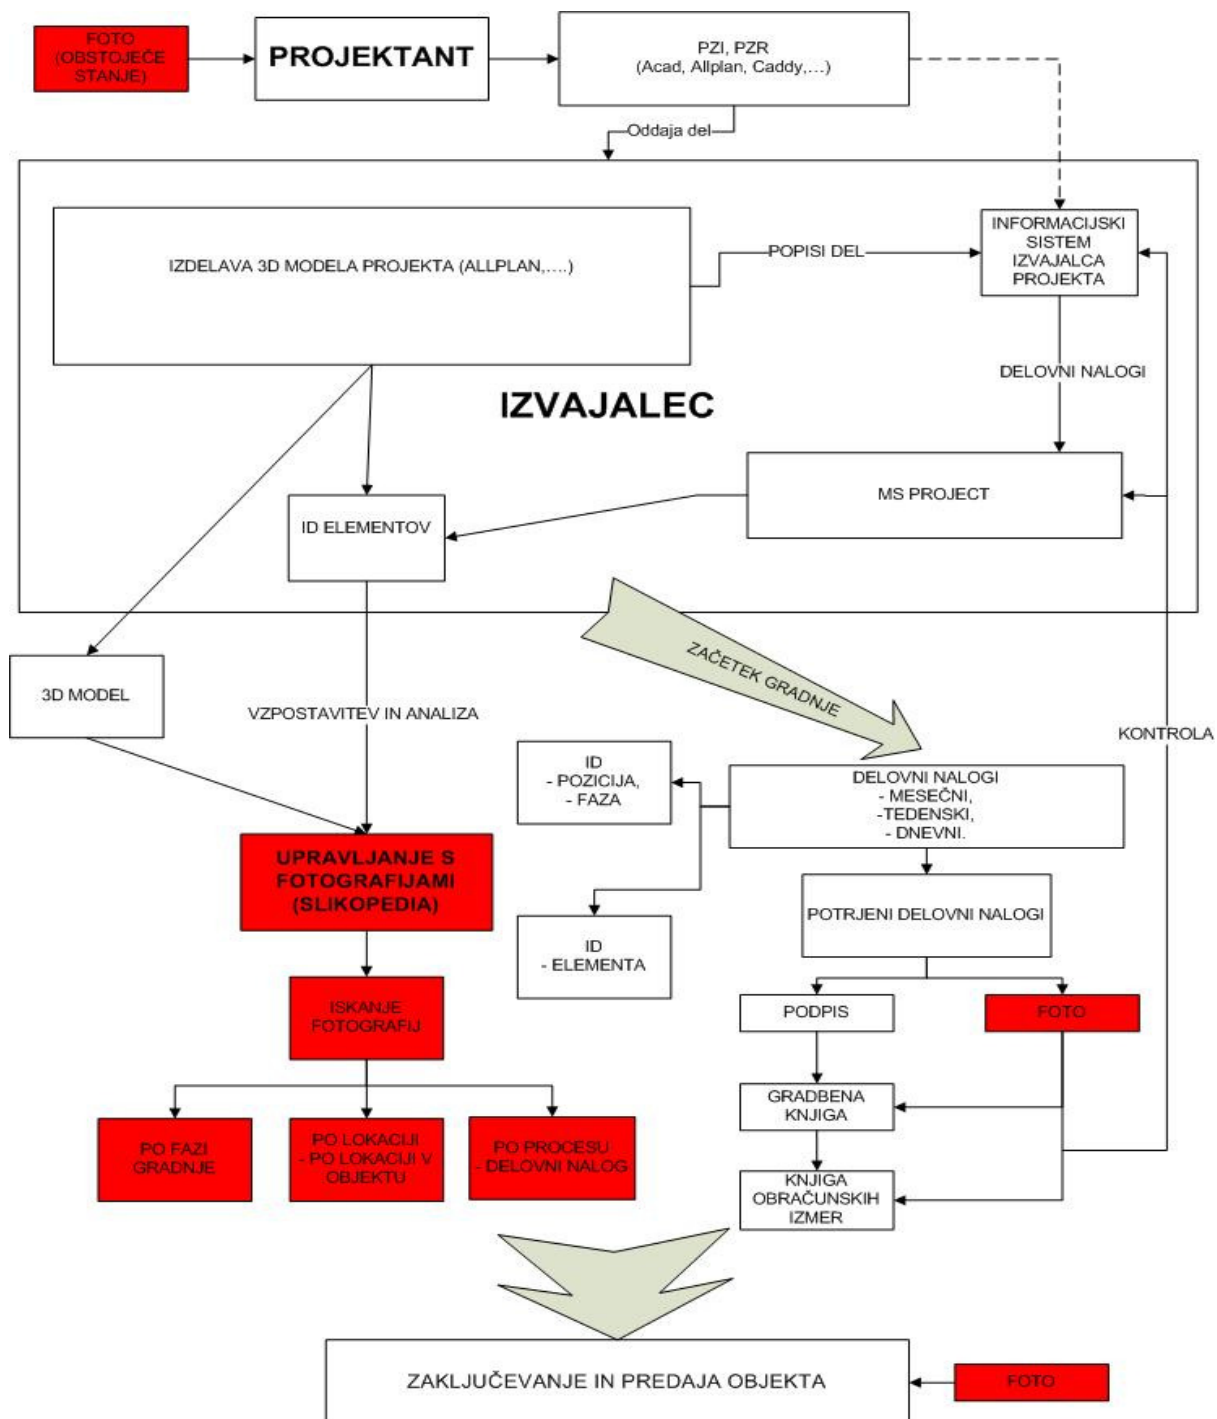 FOTO
(OBSTOJEČE
STANJE)
PROJEKTANT
PZI, PZR
(Acad, Allplan, Caddy,…)
Oddaja del
IZDELAVA 3D MODELA PROJEKTA (ALLPLAN,….)
POPISI DEL
INFORMACIJSKI
SISTEM
IZVAJALCA
PROJEKTA
DELOVNI NALOGI
IZVAJALEC
MS PROJECT
ID ELEMENTOV
ZAČETEK GRADNJE
3D MODEL
VZPOSTAVITEV IN ANALIZA
KONTROLA
ID
- POZICIJA,
- FAZA
DELOVNI NALOGI
- MESEČNI,
-TEDENSKI,
- DNEVNI.
UPRAVLJANJE S
FOTOGRAFIJAMI
(SLIKOPEDIA)
POTRJENI DELOVNI NALOGI
ID
- ELEMENTA
ISKANJE
FOTOGRAFIJ
PODPIS
FOTO
GRADBENA
KNJIGA
PO FAZI
GRADNJE
PO LOKACIJI
- PO LOKACIJI V
OBJEKTU
PO PROCESU
- DELOVNI NALOG
KNJIGA
OBRAČUNSKIH
IZMER
ZAKLJUČEVANJE IN PREDAJA OBJEKTA
FOTO